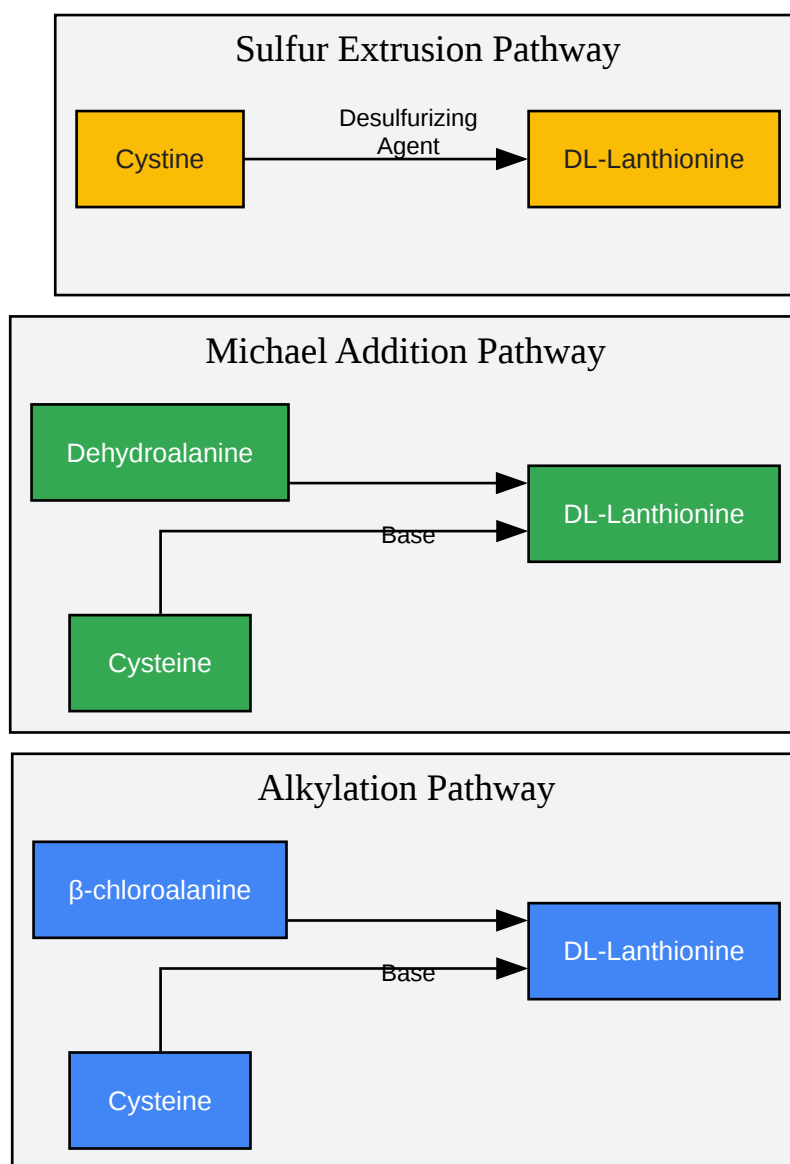 Sulfur Extrusion Pathway
Desulfurizing
Agent
Cystine
DL-Lanthionine
Michael Addition Pathway
Dehydroalanine
DL-Lanthionine
Base
Cysteine
Alkylation Pathway
β-chloroalanine
DL-Lanthionine
Base
Cysteine